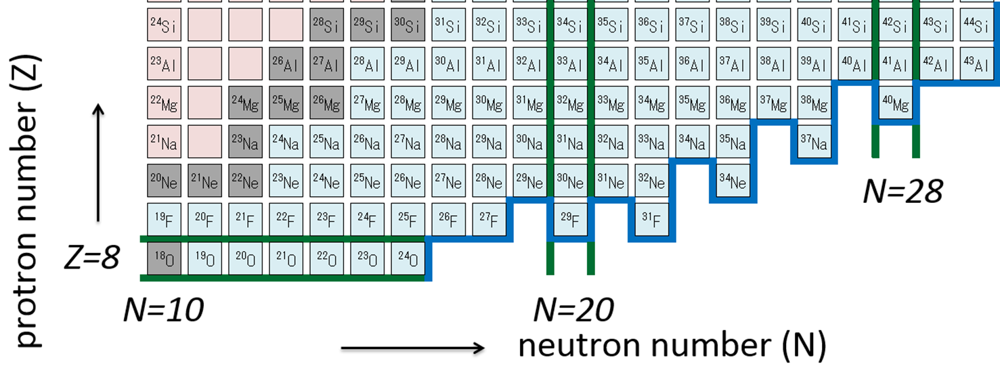 24Si 28Si 29Si 30Si 31Si 32Si 33Si 34Si 35Si 36Si 37Si 38Si 39Si 40Si 41Si 42Si 43Si 44Si
23Al 26Al 27Al 28Al 29Al 30Al 31Al 32Al 33Al 34Al 35Al 36Al 37Al 38Al 39Al 40Al 41Al 42Al 43Al
22Mg 24Mg 25Mg 26Mg 27Mg 28Mg 29Mg 30Mg 31Mg 32Mg 33Mg 34Mg 35Mg 36Mg 37Mg 38Mg 40Mg
21Na 23Na 24Na 25Na 26Na 27Na 28Na 29Na 30Na 31Na 32Na 33Na 34Na 35Na 37Na
20Ne 21Ne 22Ne 23Ne 24Ne 25Ne 26Ne 27Ne 28Ne 29Ne 30Ne 31Ne 32Ne 34Ne
N=28
19F 20F 21F 22F 23F 24F 25F 26F 27F 29F 31F
Z=8
18O 19O 20O 21O 22O 23O 24O
N=10
N=20
neutron number (N)
protron number (Z)